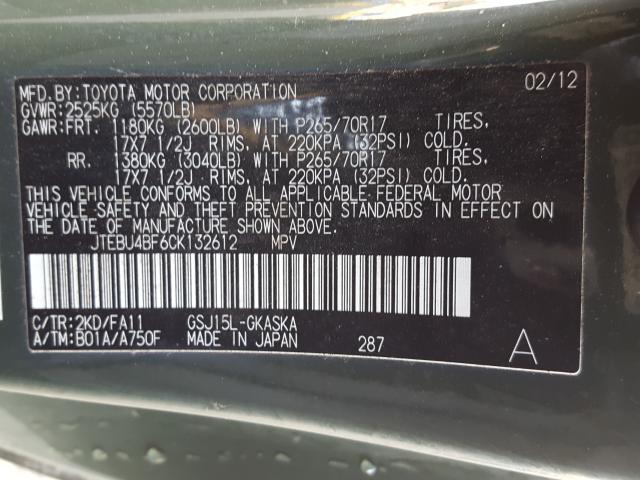 MFD.BY:TOYOTA MOTOR CORPORATION 02/12
GVWR:2525KG (5570LB)
GAWR:FRT. 1180KG (2600LB) WITH P265/70R17 TIRES,
17X7 1/2J RIMS, AT 220KPA (32PSI) COLD.
RR. 1380KG (3040LB) WITH P265/70R17 TIRES,
17X7 1/2J RIMS, AT 220KPA (32PSI) COLD.
THIS VEHICLE CONFORMS TO ALL APPLICABLE FEDERAL MOTOR
VEHICLE SAFETY AND THEFT PREVENTION STANDARDS IN EFFECT ON
THE DATE OF MANUFACTURE SHOWN ABOVE.
JTEBU4BF6CK132612 MPV
C/TR:2KD/FA11 GSJ15L-GKASKA
A/TM:B01A/A750F MADE IN JAPAN 287 A